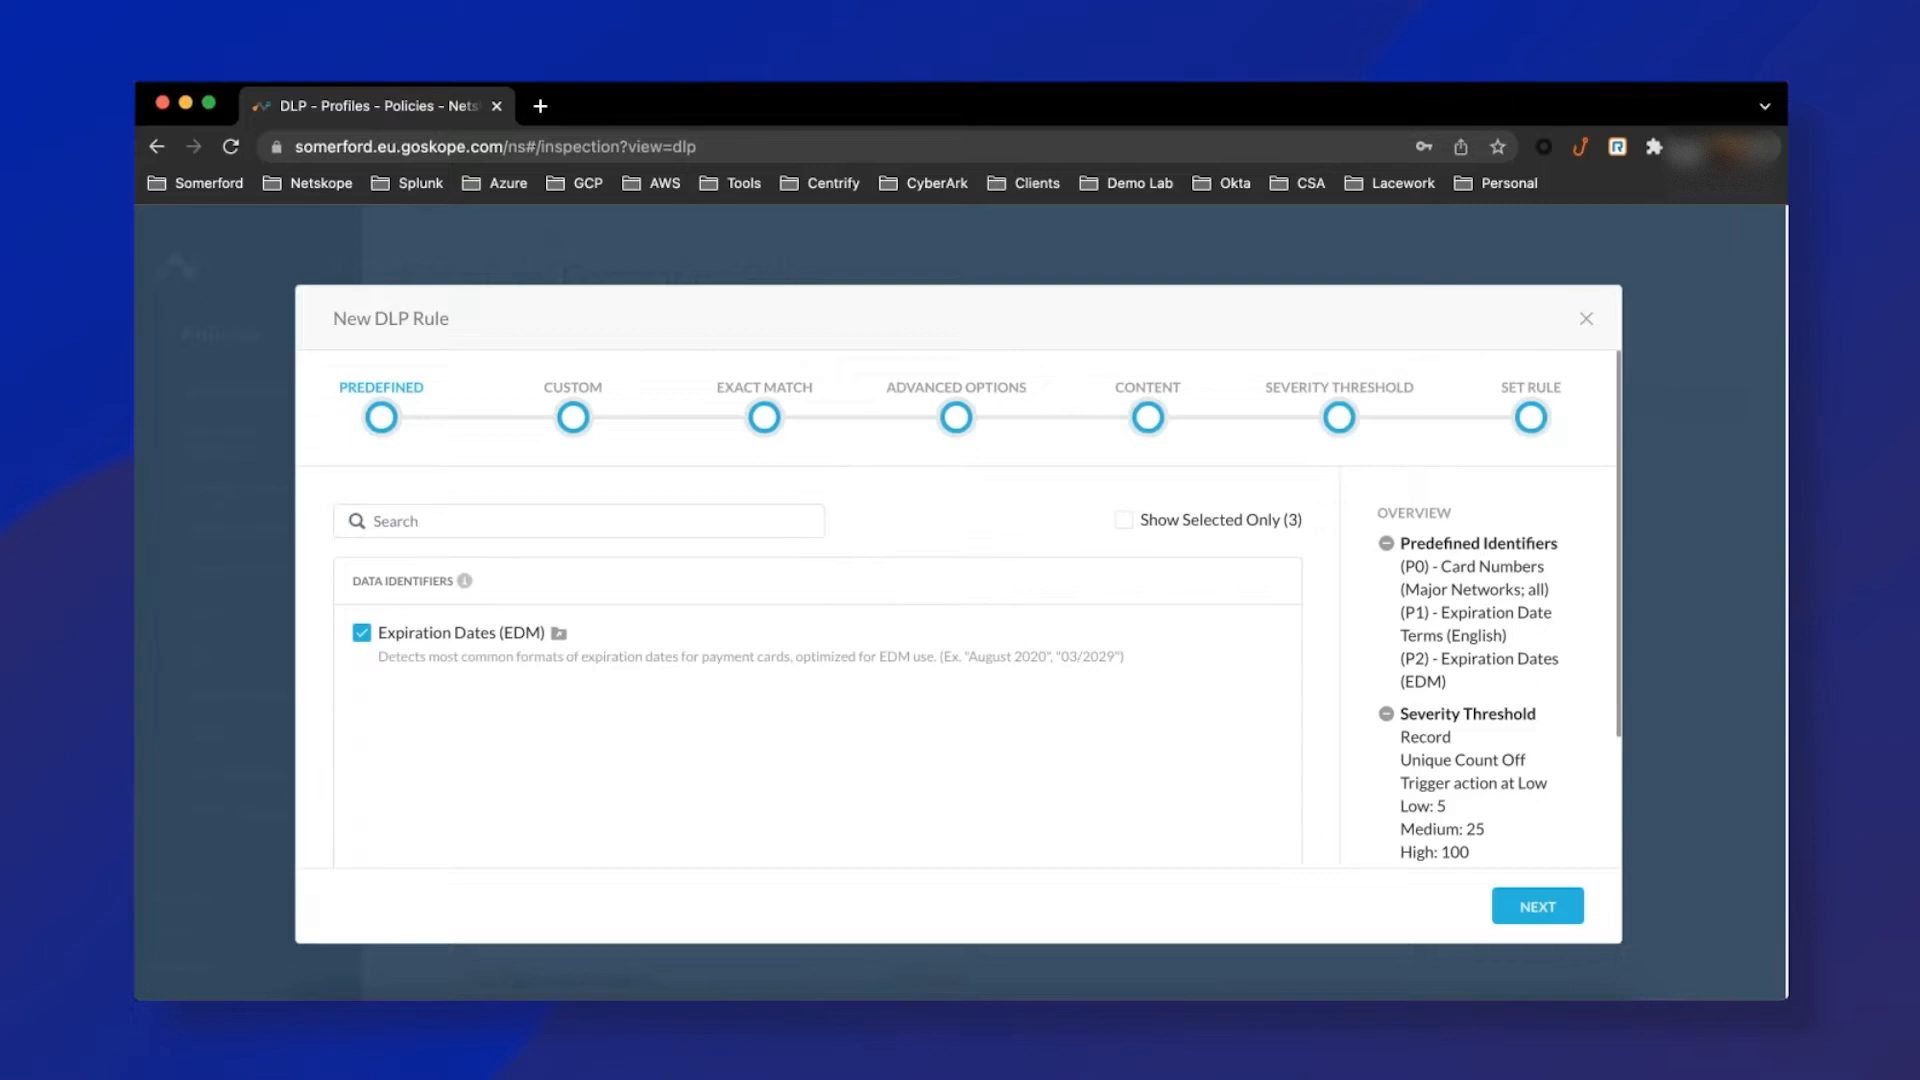 DLP - Profiles - Policies - Nets
somerford.eu.goskope.com/ns#/inspection?view=dlp
Somerford Netskope Splunk Azure GCP AWS Tools Centrify CyberArk Clients Demo Lab Okta CSA Lacework Personal
New DLP Rule
PREDEFINED CUSTOM EXACT MATCH ADVANCED OPTIONS CONTENT SEVERITY THRESHOLD SET RULE
Search
Show Selected Only (3)
DATA IDENTIFIERS
Expiration Dates (EDM)
Detects most common formats of expiration dates for payment cards, optimized for EDM use. (Ex. "August 2020", "03/2029")
OVERVIEW
Predefined Identifiers
(P0) - Card Numbers
(Major Networks; all)
(P1) - Expiration Date
Terms (English)
(P2) - Expiration Dates
(EDM)
Severity Threshold
Record
Unique Count Off
Trigger action at Low
Low: 5
Medium: 25
High: 100
NEXT